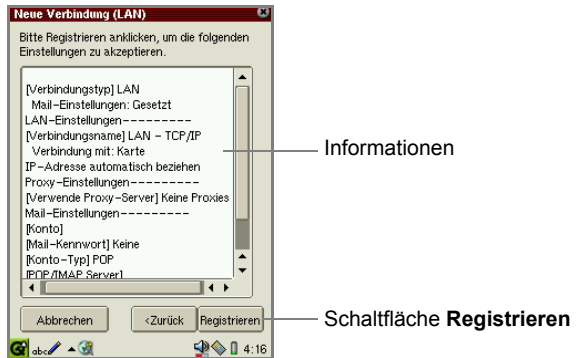 Neue Verbindung (LAN)
Bitte Registrieren anklicken, um die folgenden
Einstellungen zu akzeptieren.
[Verbindungstyp] LAN
Mail-Einstellungen: Gesetzt
LAN-Einstellungen---------
[Verbindungsname] LAN - TCP/IP
Verbindung mit: Karte
IP-Adresse automatisch beziehen
Proxy-Einstellungen---------
[Verwende Proxy-Server] Keine Proxies
Mail-Einstellungen---------
[Konto]
[Mail-Kennwort] Keine
[Konto-Typ] POP
[POP/IMAP Server]
Abbrechen
<Zurück
Registrieren
abc
4:16
Informationen
Schaltfläche Registrieren